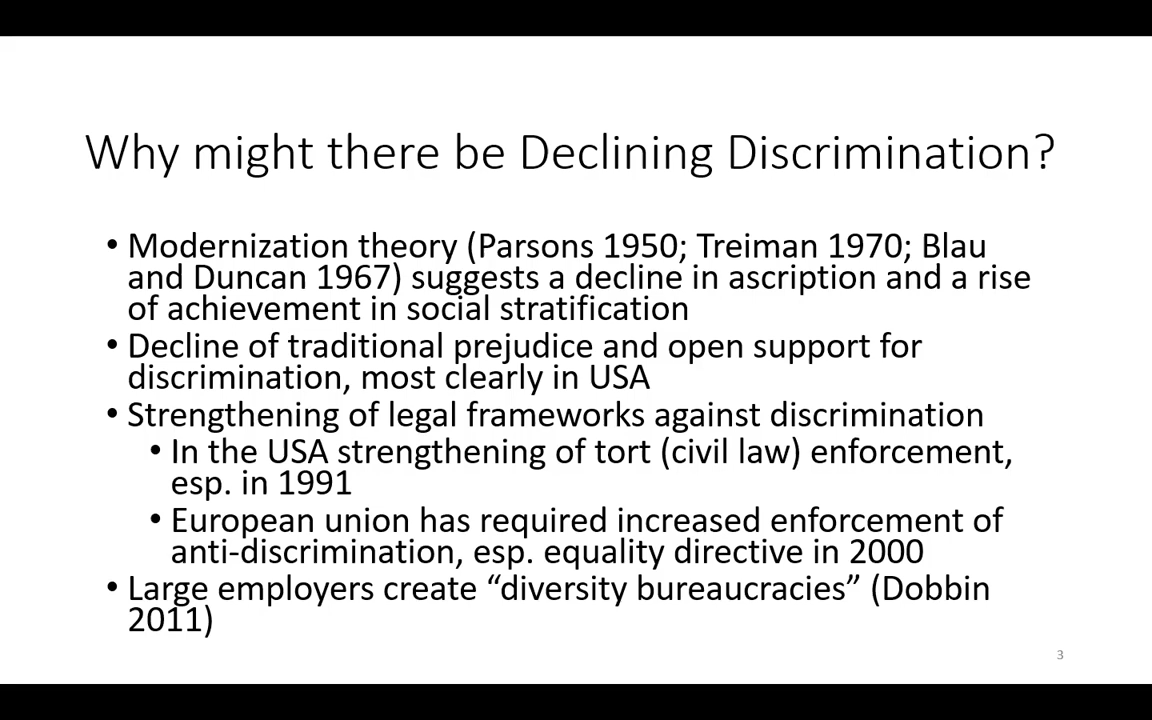 Why might there be Declining Discrimination?
• Modernization theory (Parsons 1950; Treiman 1970; Blau
and Duncan 1967) suggests a decline in ascription and a rise
of achievement in social stratification
• Decline of traditional prejudice and open support for
discrimination, most clearly in USA
• Strengthening of legal frameworks against discrimination
• In the USA strengthening of tort (civil law) enforcement,
esp. in 1991
• European union has required increased enforcement of
anti-discrimination, esp. equality directive in 2000
• Large employers create “diversity bureaucracies” (Dobbin
2011)
3